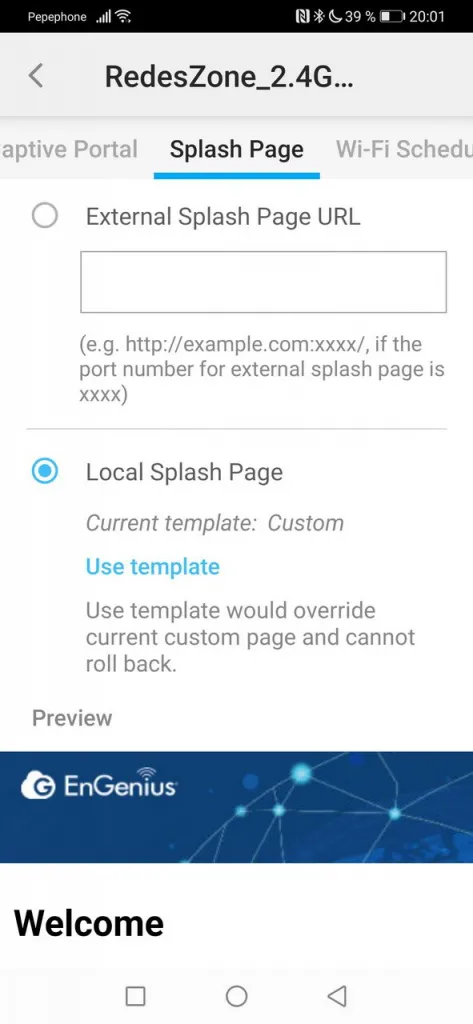 Pepephone 39 % 20:01
RedesZone_2.4G...
aptive Portal Splash Page Wi-Fi Schedu
External Splash Page URL
(e.g. http://example.com:xxxx/, if the
port number for external splash page is
xxxx)
Local Splash Page
Current template: Custom
Use template
Use template would override
current custom page and cannot
roll back.
Preview
EnGenius
Welcome